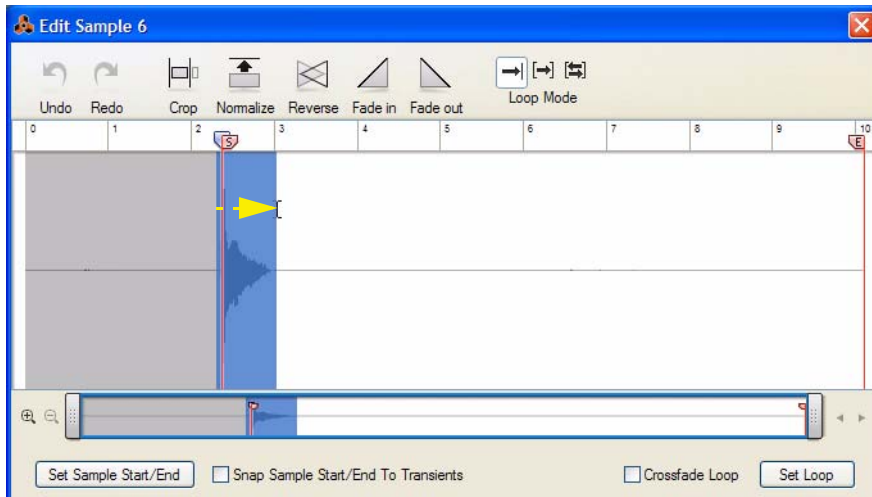 Edit Sample 6
Undo Redo Crop Normalize Reverse Fade in Fade out Loop Mode
0 1 2 3 4 5 6 7 8 9 10
S E
Set Sample Start/End Snap Sample Start/End To Transients Crossfade Loop Set Loop